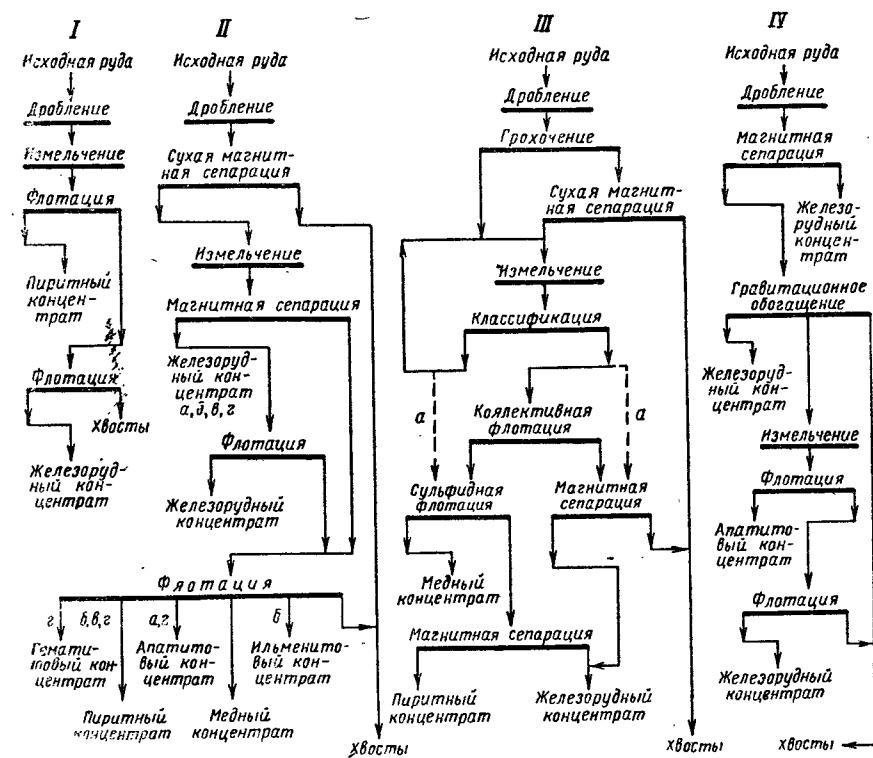 I
Исходная руда
Дробление
Измельчение
Флотация
Пиритный
концен-
трат
Флотация
Хвосты
Железоруд-
ный кон-
центрат
II
Исходная руда
Дробление
Сухая магнит-
ная сепарация
Измельчение
Магнитная сепарация
Железоруд-
ный кон-
центрат
а, б, в, г
Флотация
Железорудный
концентрат
Флотация
г
б, в, г
а, г
б
Гемати-
товый кон-
центрат
Пиритный
концентрат
Апатитовый
концен-
трат
Медный
концентрат
Ильменито-
вый кон-
центрат
Хвосты
III
Исходная руда
Дробление
Грохочение
Сухая магнит-
ная сепарация
Измельчение
Классификация
а
Коллективная
флотация
а
Сульфидная
флотация
Магнитная
сепарация
Медный
концентрат
Магнитная сепарация
Пиритный
концентрат
Железорудный
концентрат
Хвосты
IV
Исходная руда
Дробление
Магнитная
сепарация
Железо-
рудный
концен-
трат
Гравитационное
обогащение
Железоруд-
ный кон-
центрат
Измельчение
Флотация
Апатито-
вый кон-
центрат
Флотация
Железорудный
концентрат
Хвосты